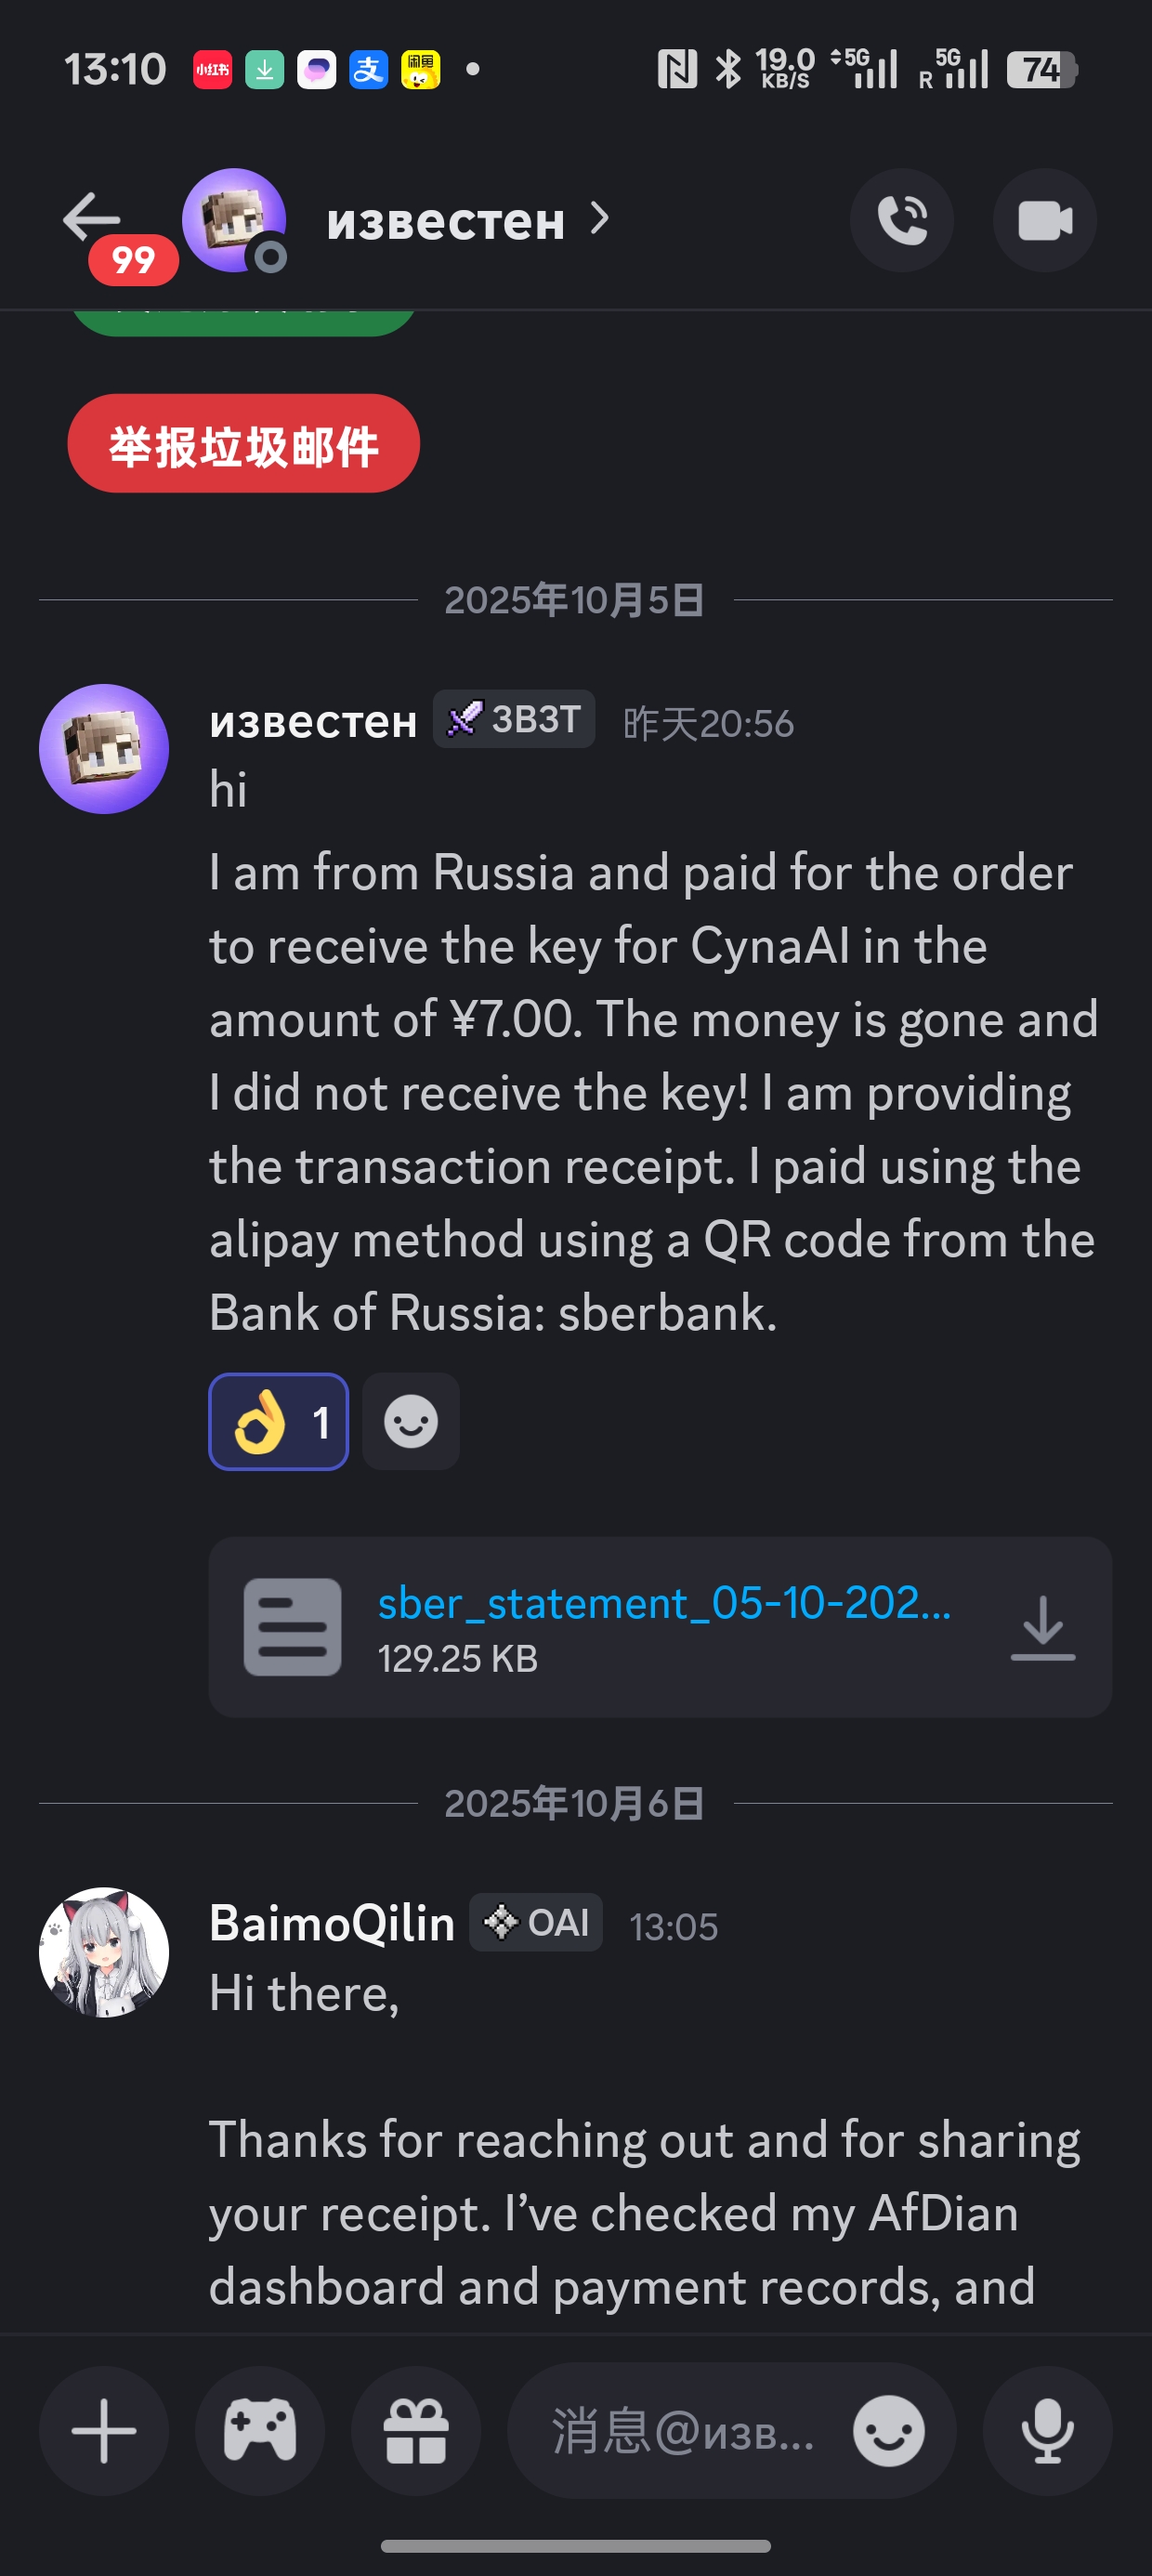 13:10
小红书
支
闲鱼
19.0
KB/S
5G
R
5G
74
99
известен
举报垃圾邮件
2025年10月5日
известен 3B3T 昨天20:56
hi
I am from Russia and paid for the order
to receive the key for CynaAI in the
amount of ¥7.00. The money is gone and
I did not receive the key! I am providing
the transaction receipt. I paid using the
alipay method using a QR code from the
Bank of Russia: sberbank.
👌 1
sber_statement_05-10-202...
129.25 KB
2025年10月6日
BaimoQilin OAI 13:05
Hi there,
Thanks for reaching out and for sharing
your receipt. I’ve checked my AfDian
dashboard and payment records, and
消息@изв...